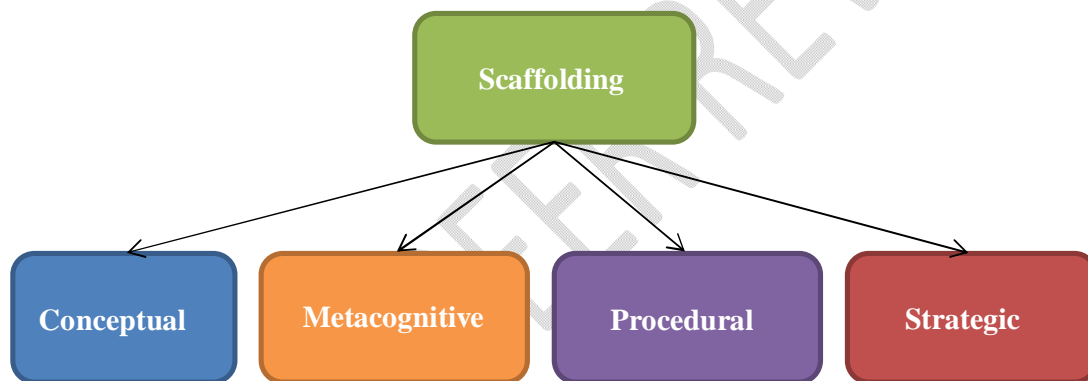 Scaffolding
Conceptual
Metacognitive
Procedural
Strategic